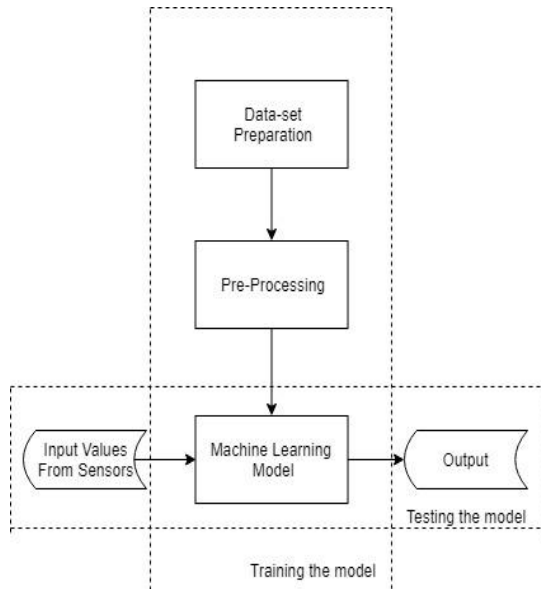 Data-set
Preparation
Pre-Processing
Input Values
From Sensors
Machine Learning
Model
Output
Testing the model
Training the model